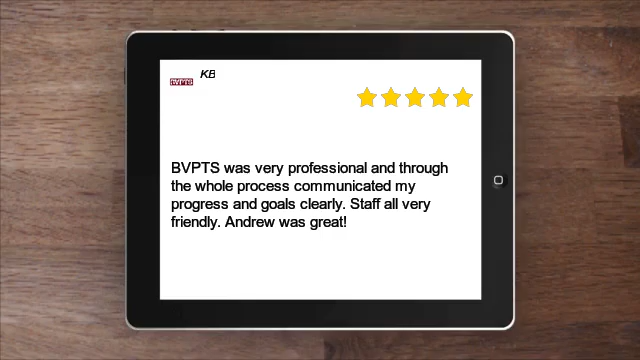 KB
BVPTS
BVPTS was very professional and through
the whole process communicated my
progress and goals clearly. Staff all very
friendly. Andrew was great!